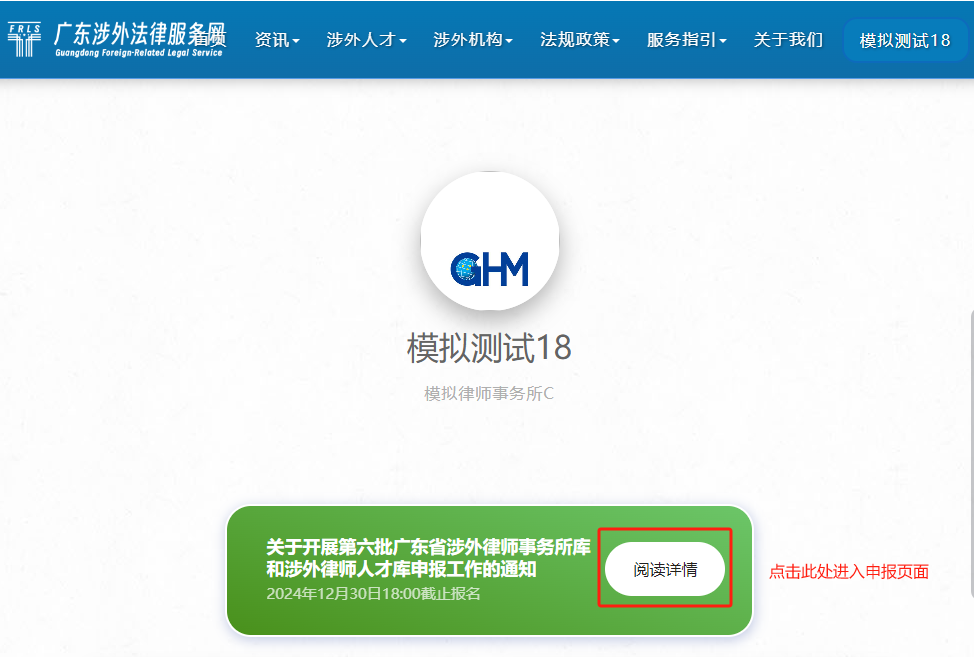 FRLS
广东涉外法律服务网
Guangdong Foreign-Related Legal Service
首页
资讯
涉外人才
涉外机构
法规政策
服务指引
关于我们
模拟测试18
GHM
模拟测试18
模拟律师事务所C
关于开展第六批广东省涉外律师事务所库
和涉外律师人才库申报工作的通知
2024年12月30日18:00截止报名
阅读详情
点击此处进入申报页面